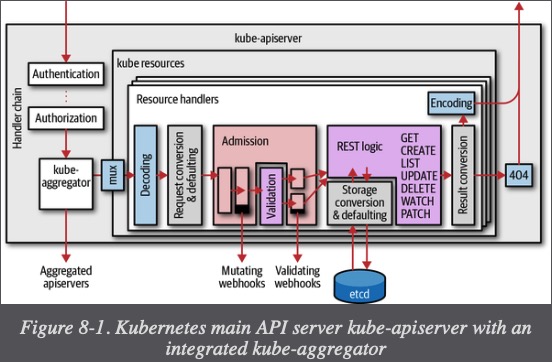 kube-apiserver
kube resources
Handler chain
Authentication
Authorization
kube-
aggregator
mux
Resource handlers
Decoding
Request conversion
& defaulting
Admission
Validation
REST logic
GET
CREATE
LIST
UPDATE
DELETE
WATCH
PATCH
Storage
conversion
& defaulting
Encoding
Result conversion
404
Aggregated
apiservers
Mutating
webhooks
Validating
webhooks
etcd
Figure 8-1. Kubernetes main API server kube-apiserver with an
integrated kube-aggregator